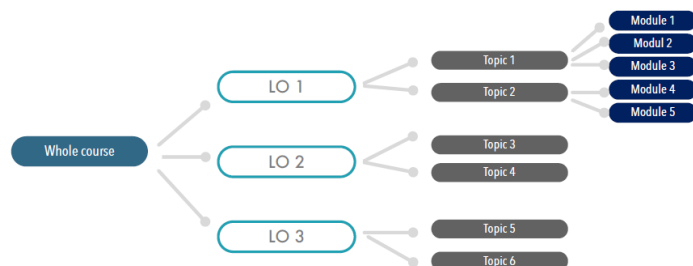 Whole course
LO 1
LO 2
LO 3
Topic 1
Topic 2
Topic 3
Topic 4
Topic 5
Topic 6
Module 1
Modul 2
Module 3
Module 4
Module 5